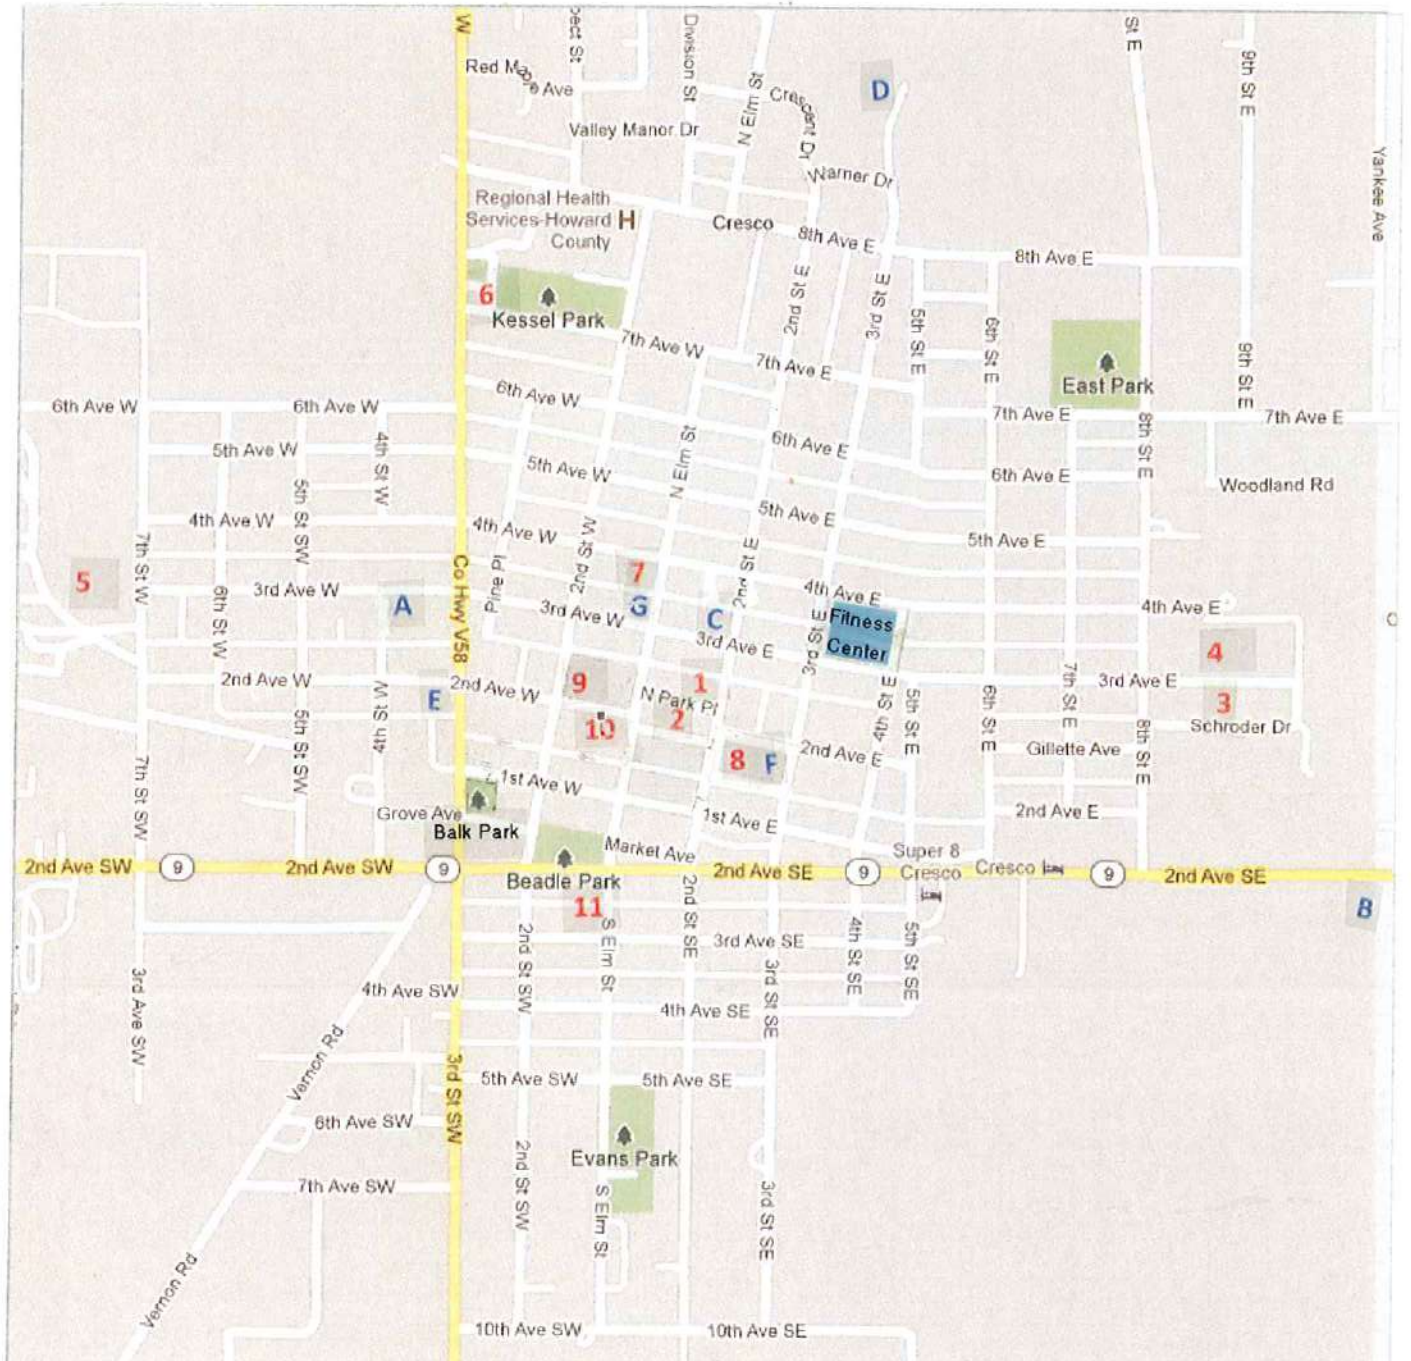 W
pect St
Division St
N Elm St
D
St E
9th St E
Red Maple Ave
Crescent Dr
Valley Manor Dr
Warner Dr
Yankee Ave
Regional Health
Services-Howard H
County
Cresco
8th Ave E
8th Ave E
6
Kessel Park
2nd St E
3rd St E
5th St E
6th St E
9th St E
7th Ave W
7th Ave E
East Park
6th Ave W
6th Ave W
6th Ave W
7th Ave E
7th Ave E
5th Ave W
4th St W
N Elm St
6th Ave E
8th St E
5th Ave W
6th Ave E
Woodland Rd
5th St SW
4th Ave W
4th Ave W
2nd St W
5th Ave E
5th Ave E
7th St W
5
3rd Ave W
6th St W
A
Co Hwy V58
Pine Pl
7
G
3rd Ave W
C
2nd St E
4th Ave E
4th Ave E
3rd St E
Fitness
Center
3rd Ave E
4
2nd Ave W
4th St W
E
2nd Ave W
9
1
N Park Pl
2
10
4th St E
5th St E
6th St E
7th St E
3rd Ave E
3
8th St E
Schroder Dr
5th St SW
7th St SW
8
F
2nd Ave E
Gillette Ave
1st Ave W
Grove Ave
Balk Park
1st Ave E
2nd Ave E
Market Ave
Super 8
Cresco
Cresco
2nd Ave SW
9
2nd Ave SW
9
Beadle Park
2nd Ave SE
9
9
2nd Ave SE
11
B
2nd St SW
S Elm St
2nd St SE
3rd Ave SE
3rd St SE
4th St SE
5th St SE
3rd Ave SW
4th Ave SW
4th Ave SE
Vernon Rd
3rd St SW
5th Ave SW
5th Ave SE
6th Ave SW
Evans Park
2nd St SW
7th Ave SW
S Elm St
3rd St SE
Vernon Rd
10th Ave SW
10th Ave SE